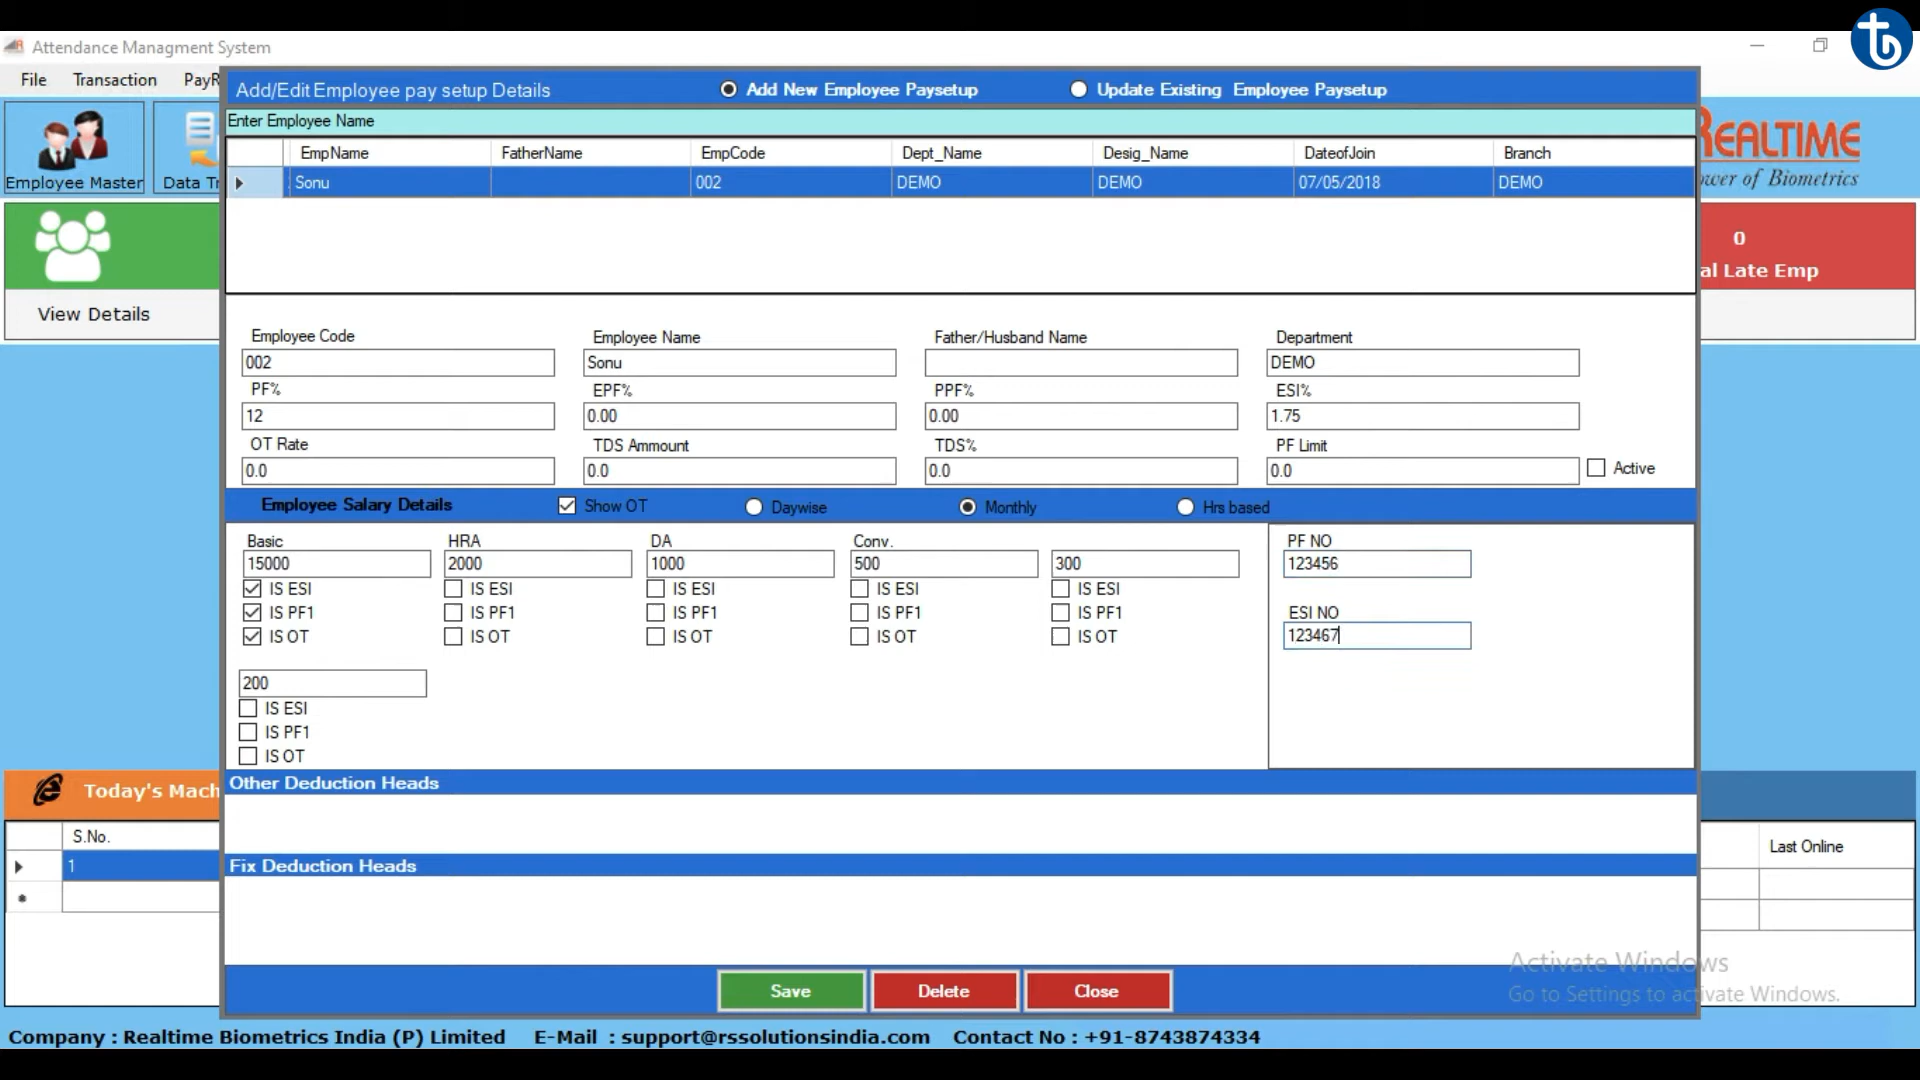 Attendance Managment System
File Transaction
Add/Edit Employee pay setup Details Add New Employee Paysetup Update Existing Employee Paysetup
Enter Employee Name
EmpName FatherName EmpCode Dept_Name Desig_Name DateofJoin Branch
Sonu 002 DEMO DEMO 07/05/2018 DEMO
Employee Master Data
REALTIME
of Biometrics
View Details
0
Late Emp
Employee Code Employee Name Father/Husband Name Department
002 Sonu DEMO
PF% EPF% PPF% ESI%
12 0.00 0.00 1.75
OT Rate TDS Ammount TDS% PF Limit
0.0 0.0 0.0 0.0 Active
Employee Salary Details Show OT Daywise Monthly Hrs based
Basic HRA DA Conv. PF NO
15000 2000 1000 500 300 123456
IS ESI IS ESI IS ESI IS ESI IS ESI
IS PF1 IS PF1 IS PF1 IS PF1 IS PF1 ESI NO
IS OT IS OT IS OT IS OT IS OT 123467
200
IS ESI
IS PF1
IS OT
Other Deduction Heads
Today's
S.No. Last Online
1
Fix Deduction Heads
Activate Windows
Go to Settings to activate Windows.
Save Delete Close
Company : Realtime Biometrics India (P) Limited E-Mail : support@rssolutionsindia.com Contact No : +91-8743874334